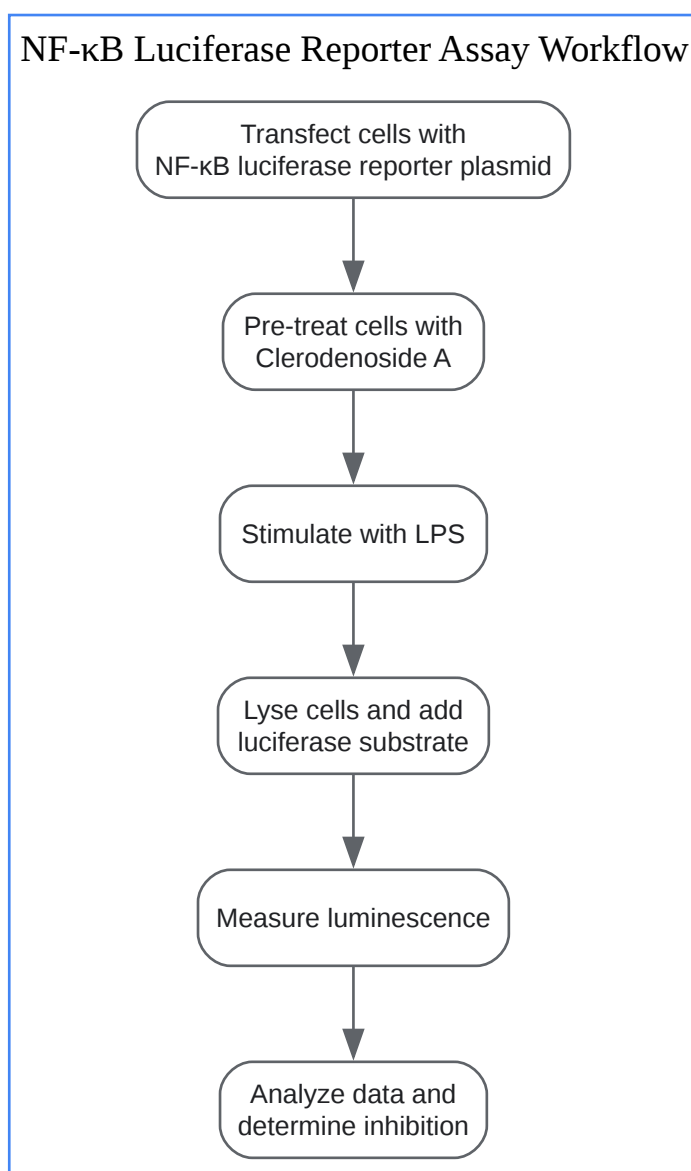 NF-κB Luciferase Reporter Assay Workflow
Transfect cells with
NF-κB luciferase reporter plasmid
Pre-treat cells with
Clerodenoside A
Stimulate with LPS
Lyse cells and add
luciferase substrate
Measure luminescence
Analyze data and
determine inhibition